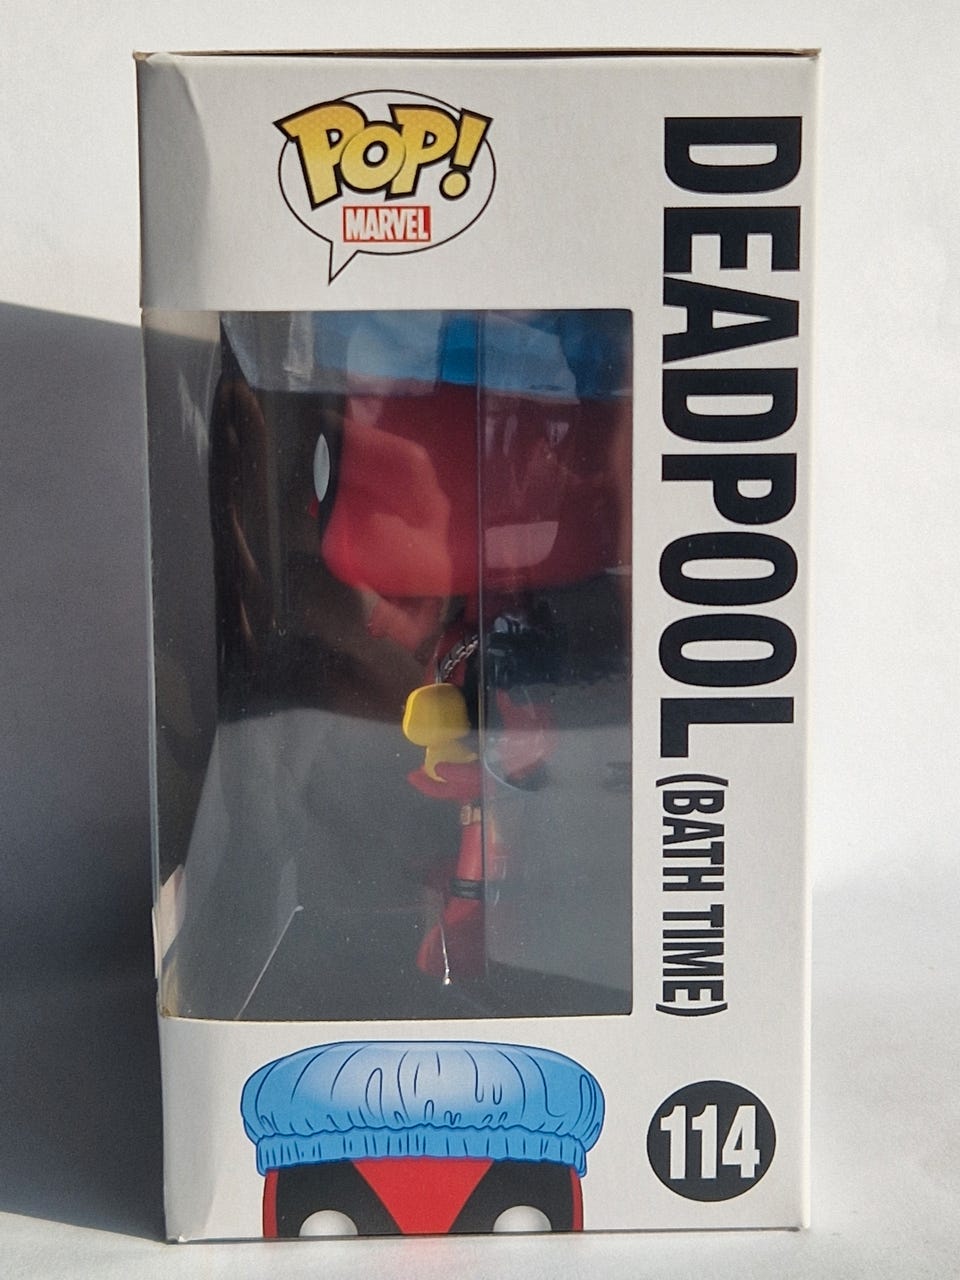 POP!
MARVEL
DEADPOOL (BATH TIME)
114